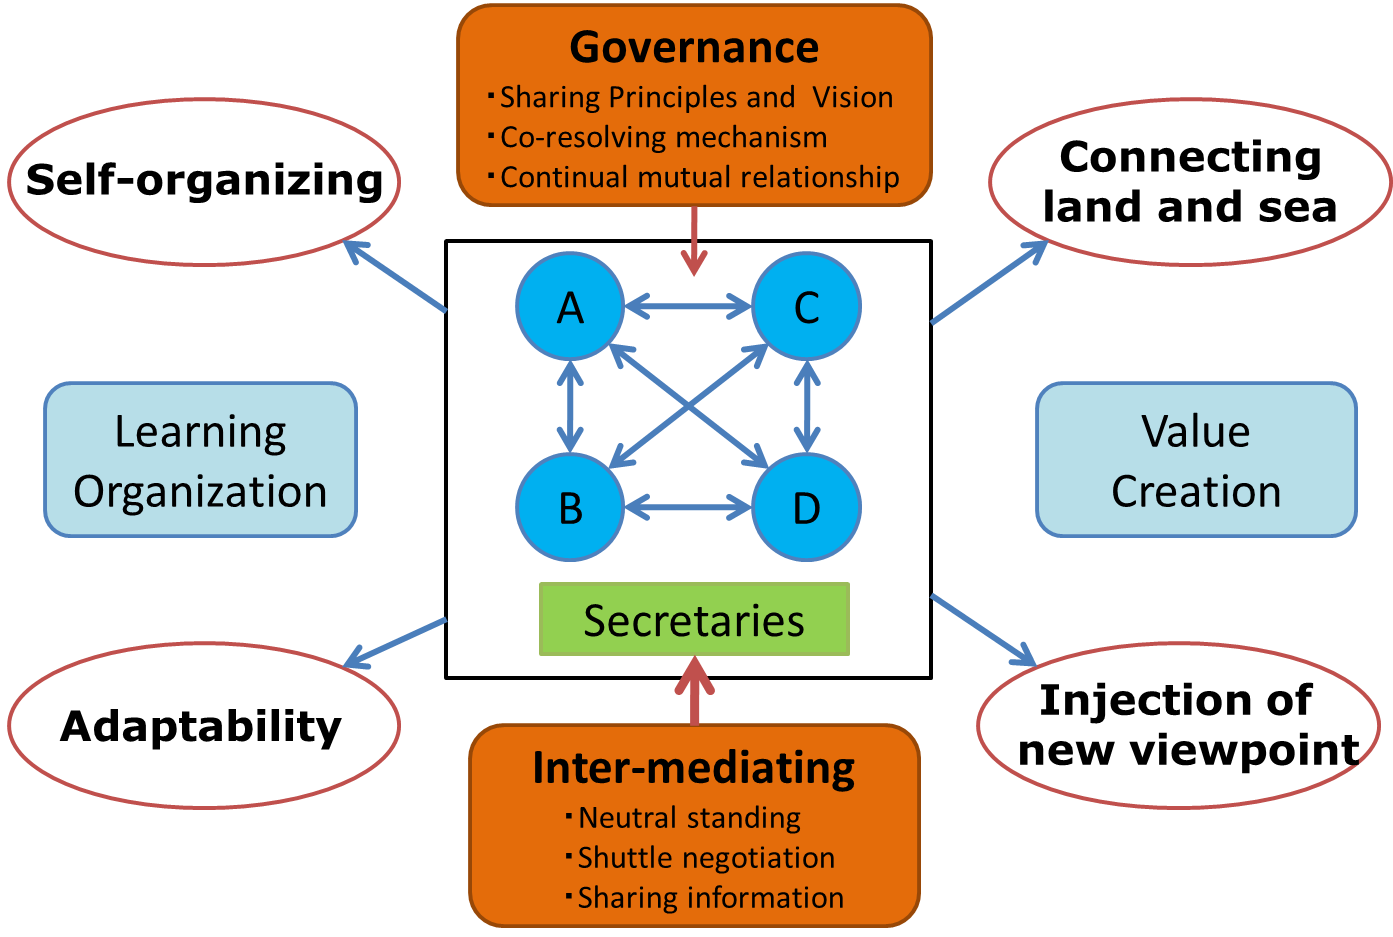 Governance
・Sharing Principles and Vision
・Co-resolving mechanism
・Continual mutual relationship
Self-organizing
Connecting
land and sea
A
C
Learning
Organization
Value
Creation
B
D
Secretaries
Adaptability
Injection of
new viewpoint
Inter-mediating
・Neutral standing
・Shuttle negotiation
・Sharing information